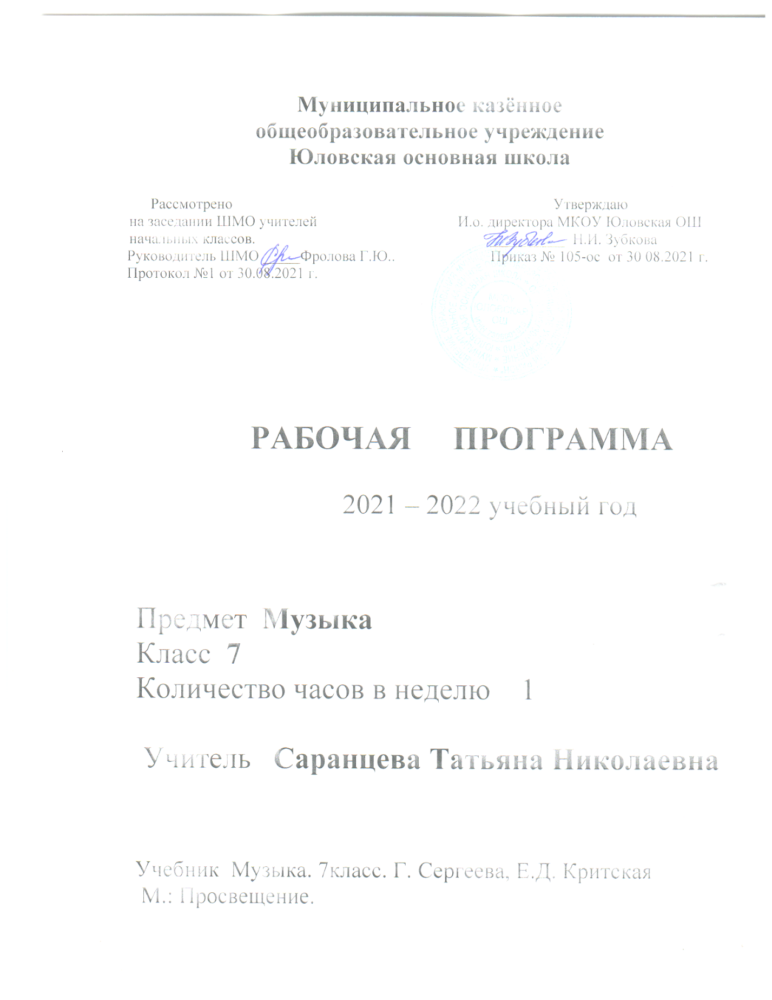 Муниципальное казённое
общеобразовательное учреждение
Юловская основная школа
Рассмотрено
на заседании ШМО учителей
начальных классов.
Руководитель ШМО Фролова Г.Ю..
Протокол №1 от 30.08.2021 г.
Утверждаю
И.о. директора МКОУ Юловская ОШ
Н.И. Зубкова
Приказ № 105-ос от 30 08.2021 г.
РАБОЧАЯ ПРОГРАММА
2021 – 2022 учебный год
Предмет Музыка
Класс 7
Количество часов в неделю 1
Учитель Саранцева Татьяна Николаевна
Учебник Музыка. 7класс. Г. Сергеева, Е.Д. Критская
М.: Просвещение.